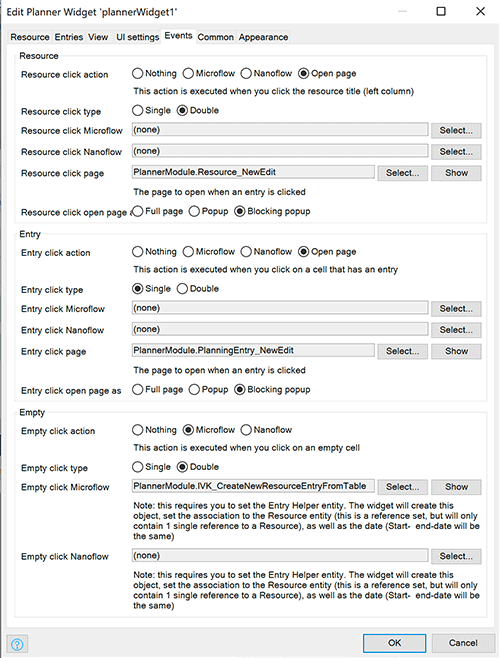 Edit Planner Widget 'plannerWidget1'
Resource Entries View UI settings Events Common Appearance
Resource
Resource click action Nothing Microflow Nanoflow Open page
This action is executed when you click the resource title (left column)
Resource click type Single Double
Resource click Microflow (none) Select...
Resource click Nanoflow (none) Select...
Resource click page PlannerModule.Resource_NewEdit Select... Show
The page to open when an entry is clicked
Resource click open page a Full page Popup Blocking popup
Entry
Entry click action Nothing Microflow Nanoflow Open page
This action is executed when you click on a cell that has an entry
Entry click type Single Double
Entry click Microflow (none) Select...
Entry click Nanoflow (none) Select...
Entry click page PlannerModule.PlanningEntry_NewEdit Select... Show
The page to open when an entry is clicked
Entry click open page as Full page Popup Blocking popup
Empty
Empty click action Nothing Microflow Nanoflow
This action is executed when you click on an empty cell
Empty click type Single Double
Empty click Microflow PlannerModule.IVK_CreateNewResourceEntryFromTable Select... Show
Note: this requires you to set the Entry Helper entity. The widget will create this
object, set the association to the Resource entity (this is a reference set, but will only
contain 1 single reference to a Resource), as well as the date (Start- end-date will be
the same)
Empty click Nanoflow (none) Select...
Note: this requires you to set the Entry Helper entity. The widget will create this
object, set the association to the Resource entity (this is a reference set, but will only
contain 1 single reference to a Resource), as well as the date (Start- end-date will be
the same)
? OK Cancel